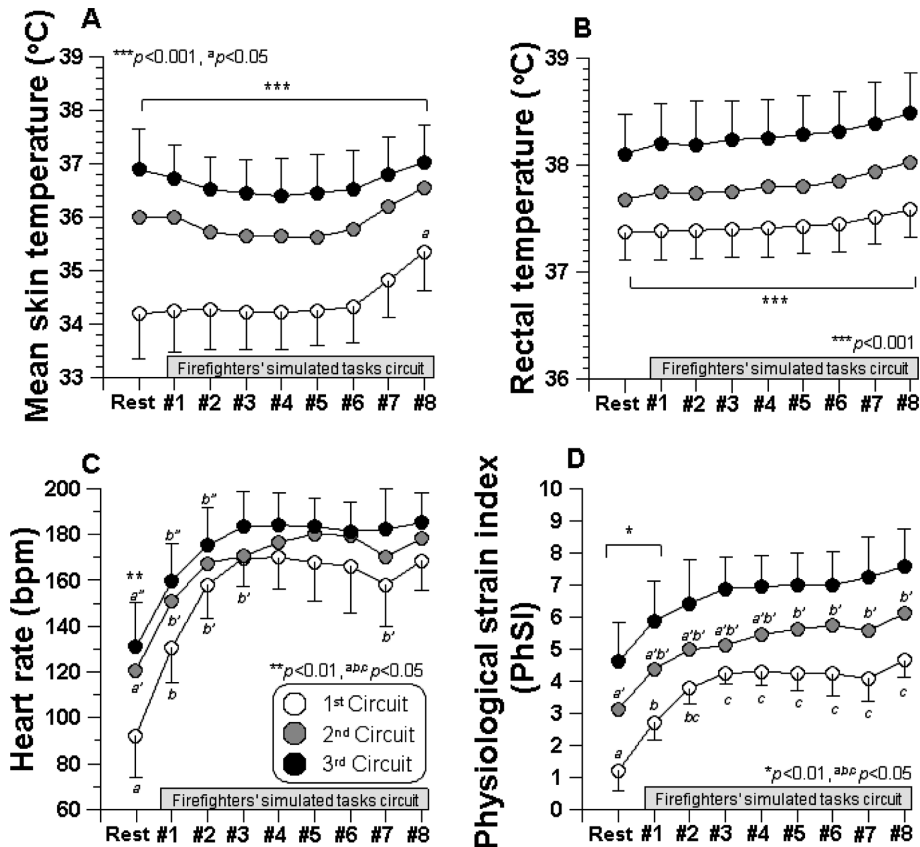 A
Mean skin temperature (°C)
***p<0.001, ᵃp<0.05
***
39
38
37
36
35
34
33
a
Firefighters' simulated tasks circuit
Rest #1 #2 #3 #4 #5 #6 #7 #8
B
Rectal temperature (°C)
39
38
37
36
***
***p<0.001
Firefighters' simulated tasks circuit
Rest #1 #2 #3 #4 #5 #6 #7 #8
C
Heart rate (bpm)
200
180
160
140
120
100
80
60
**
a" b" b"
a' b' b' b' b'
a b
**p<0.01, ᵃᵇᶜp<0.05
1st Circuit
2nd Circuit
3rd Circuit
Firefighters' simulated tasks circuit
Rest #1 #2 #3 #4 #5 #6 #7 #8
D
Physiological strain index
(PhSI)
10
9
8
7
6
5
4
3
2
1
0
*
a' a'b' a'b' a'b' a'b' b' b' b' b'
a b bc c c c c c c
*p<0.01, ᵃᵇᶜp<0.05
Firefighters' simulated tasks circuit
Rest #1 #2 #3 #4 #5 #6 #7 #8